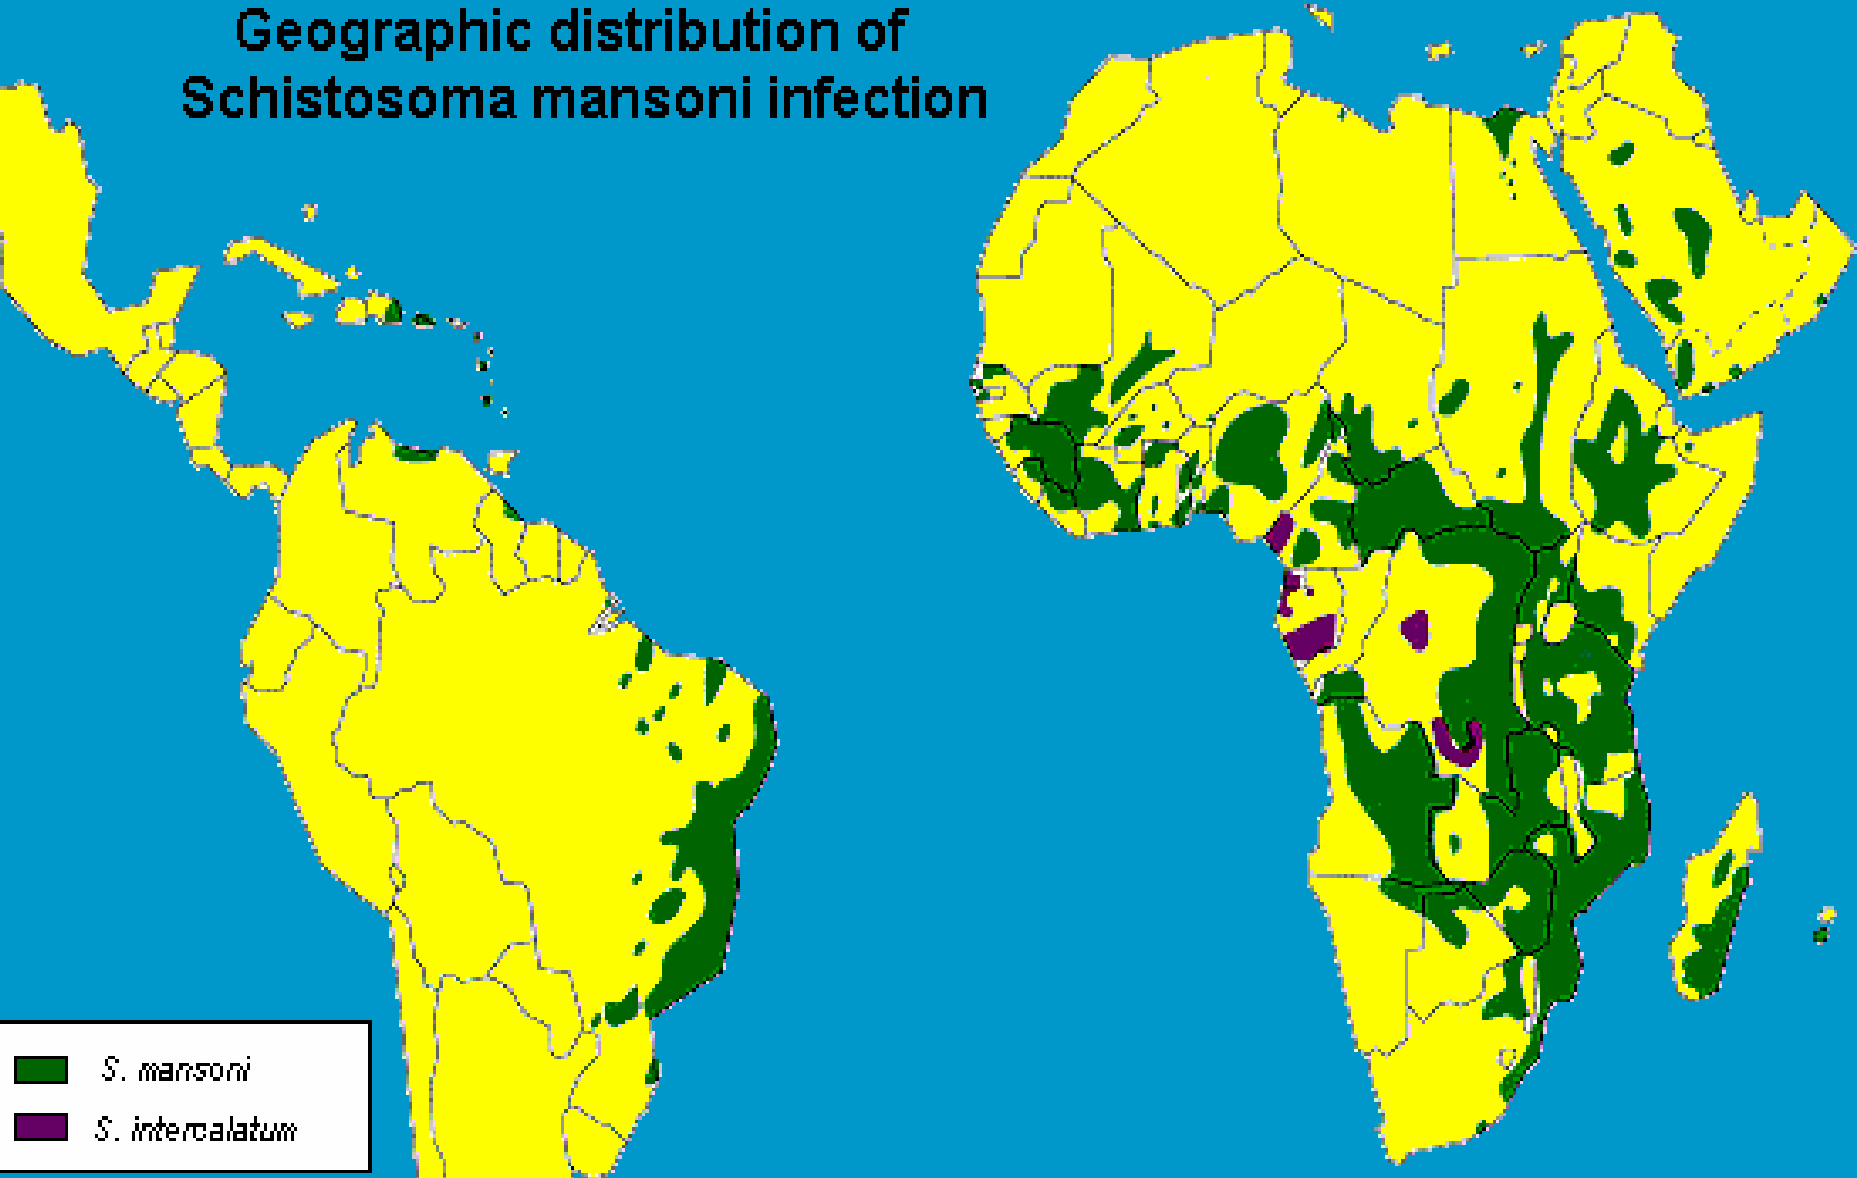 Geographic distribution of
Schistosoma mansoni infection
S. mansoni
S. intercalatum